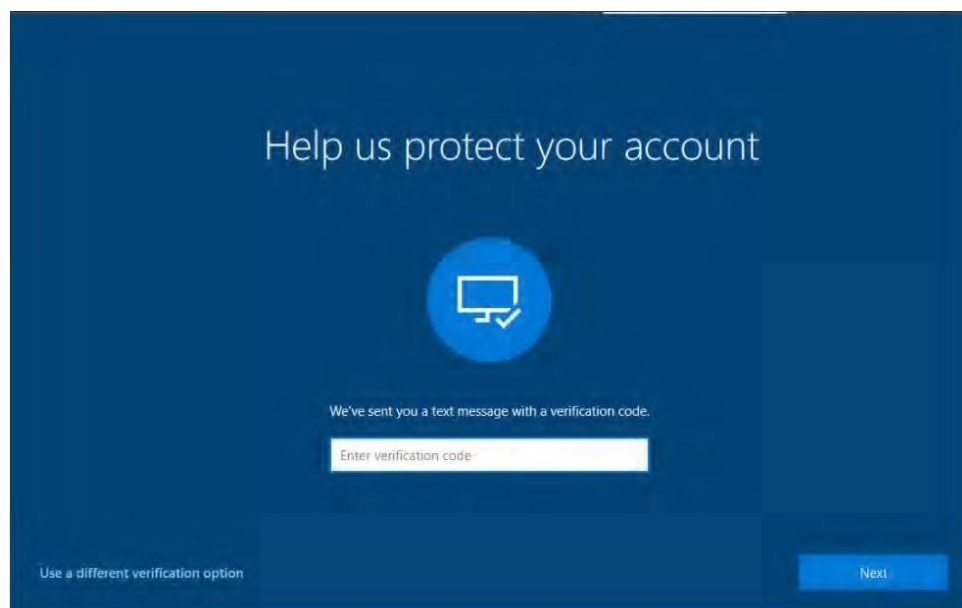 Help us protect your account
We've sent you a text message with a verification code.
Enter verification code
Use a different verification option
Next